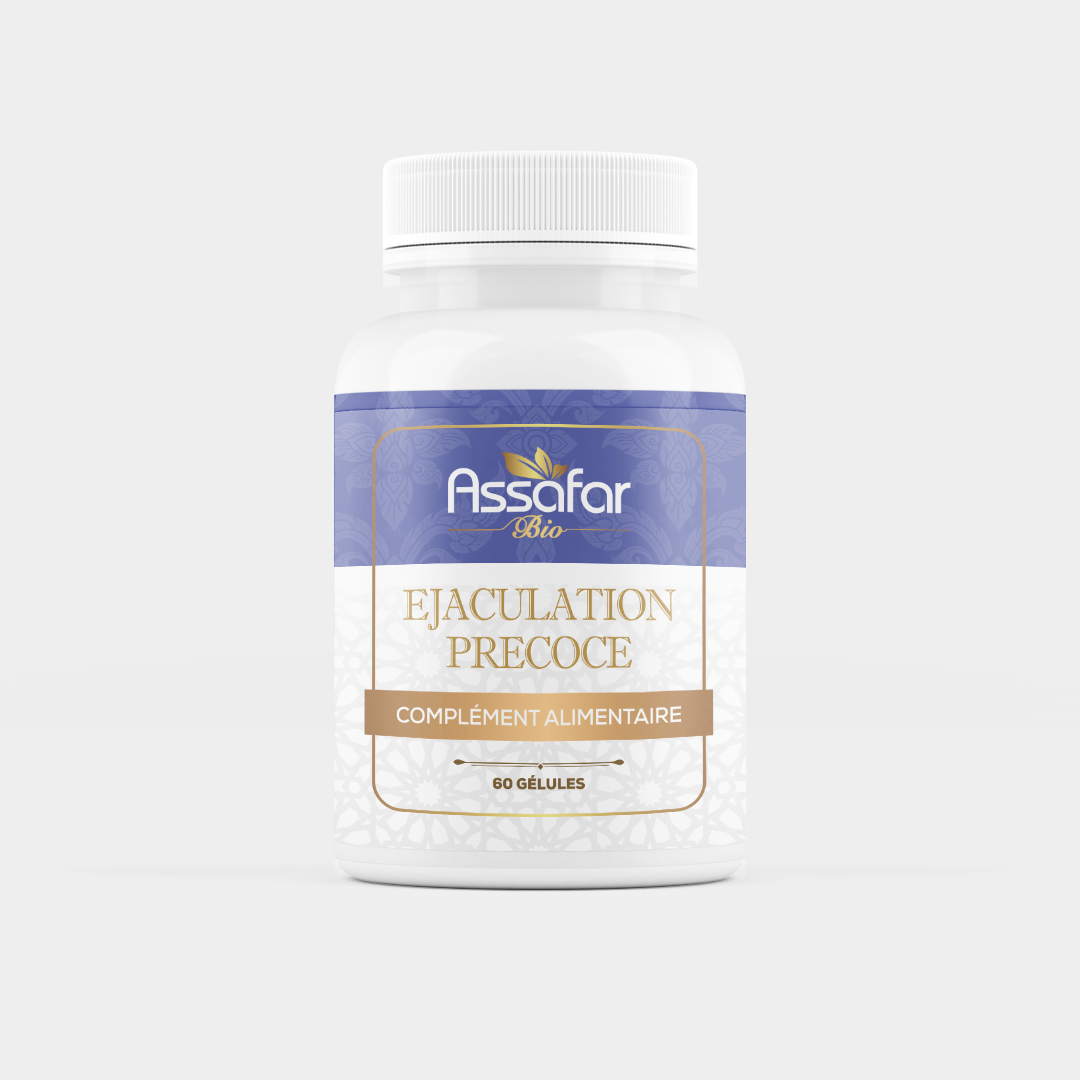 Assafar
Bio
EJACULATION
PRECOCE
COMPLÉMENT ALIMENTAIRE
60 GÉLULES